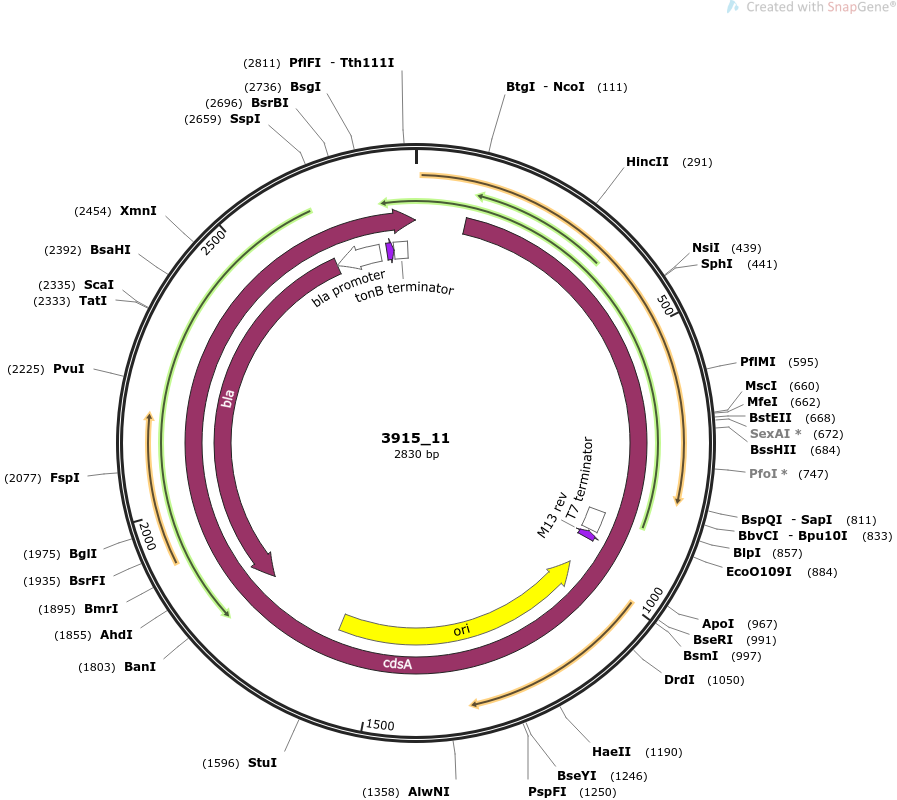 Created with SnapGene®
(2811) PflFI - Tth111I
(2736) BsgI
(2696) BsrBI
(2659) SspI
BtgI - NcoI (111)
HincII (291)
(2454) XmnI
2500
(2392) BsaHI
NsiI (439)
SphI (441)
(2335) ScaI
(2333) TatI
500
bla promoter
tonB terminator
(2225) PvuI
PflMI (595)
MscI (660)
MfeI (662)
BstEII (668)
SexAI * (672)
BssHII (684)
bla
3915_11
2830 bp
PfoI * (747)
(2077) FspI
M13 rev
T7 terminator
BspQI - SapI (811)
BbvCI - Bpu10I (833)
BlpI (857)
EcoO109I (884)
2000
(1975) BglI
(1935) BsrFI
(1895) BmrI
(1855) AhdI
(1803) BanI
1000
ApoI (967)
BseRI (991)
BsmI (997)
DrdI (1050)
ori
cdsA
1500
(1596) StuI
HaeII (1190)
BseYI (1246)
PspFI (1250)
(1358) AlwNI